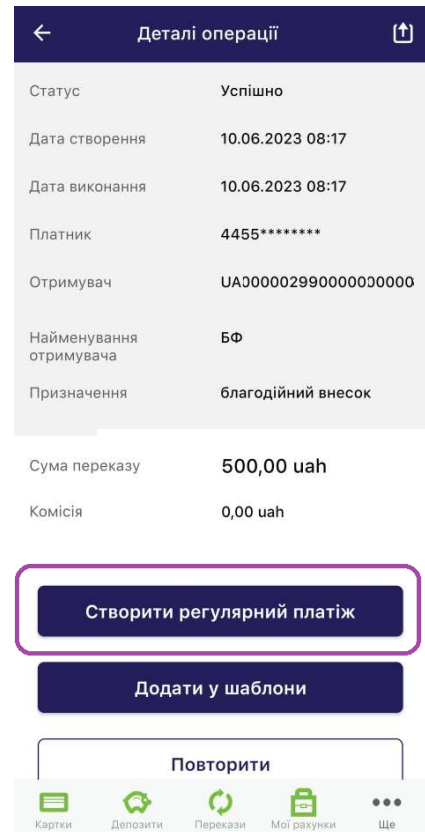 Деталі операції
Статус Успішно
Дата створення 10.06.2023 08:17
Дата виконання 10.06.2023 08:17
Платник 4455********
Отримувач UA0000002990000000000
Найменування БФ
отримувача
Призначення благодійний внесок
Сума переказу 500,00 uah
Комісія 0,00 uah
Створити регулярний платіж
Додати у шаблони
Повторити
Картки Депозити Перекази Мої рахунки Ще